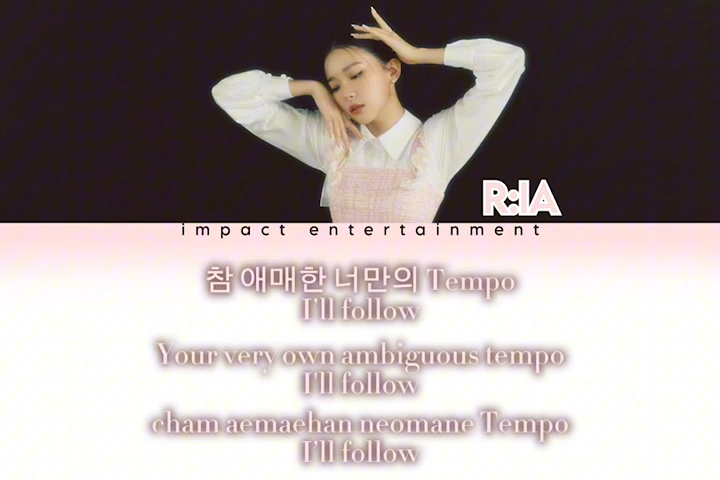 R:IA
impact entertainment
참 애매한 너만의 Tempo
I'll follow
Your very own ambiguous tempo
I'll follow
cham aemaehan neomane Tempo
I'll follow